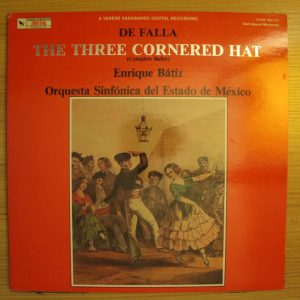 A VARESE SARABANDE DIGITAL RECORDING
DE FALLA
THE THREE CORNERED HAT
(Complete Ballet)
Enrique Bátiz
Orquesta Sinfónica del Estado de México